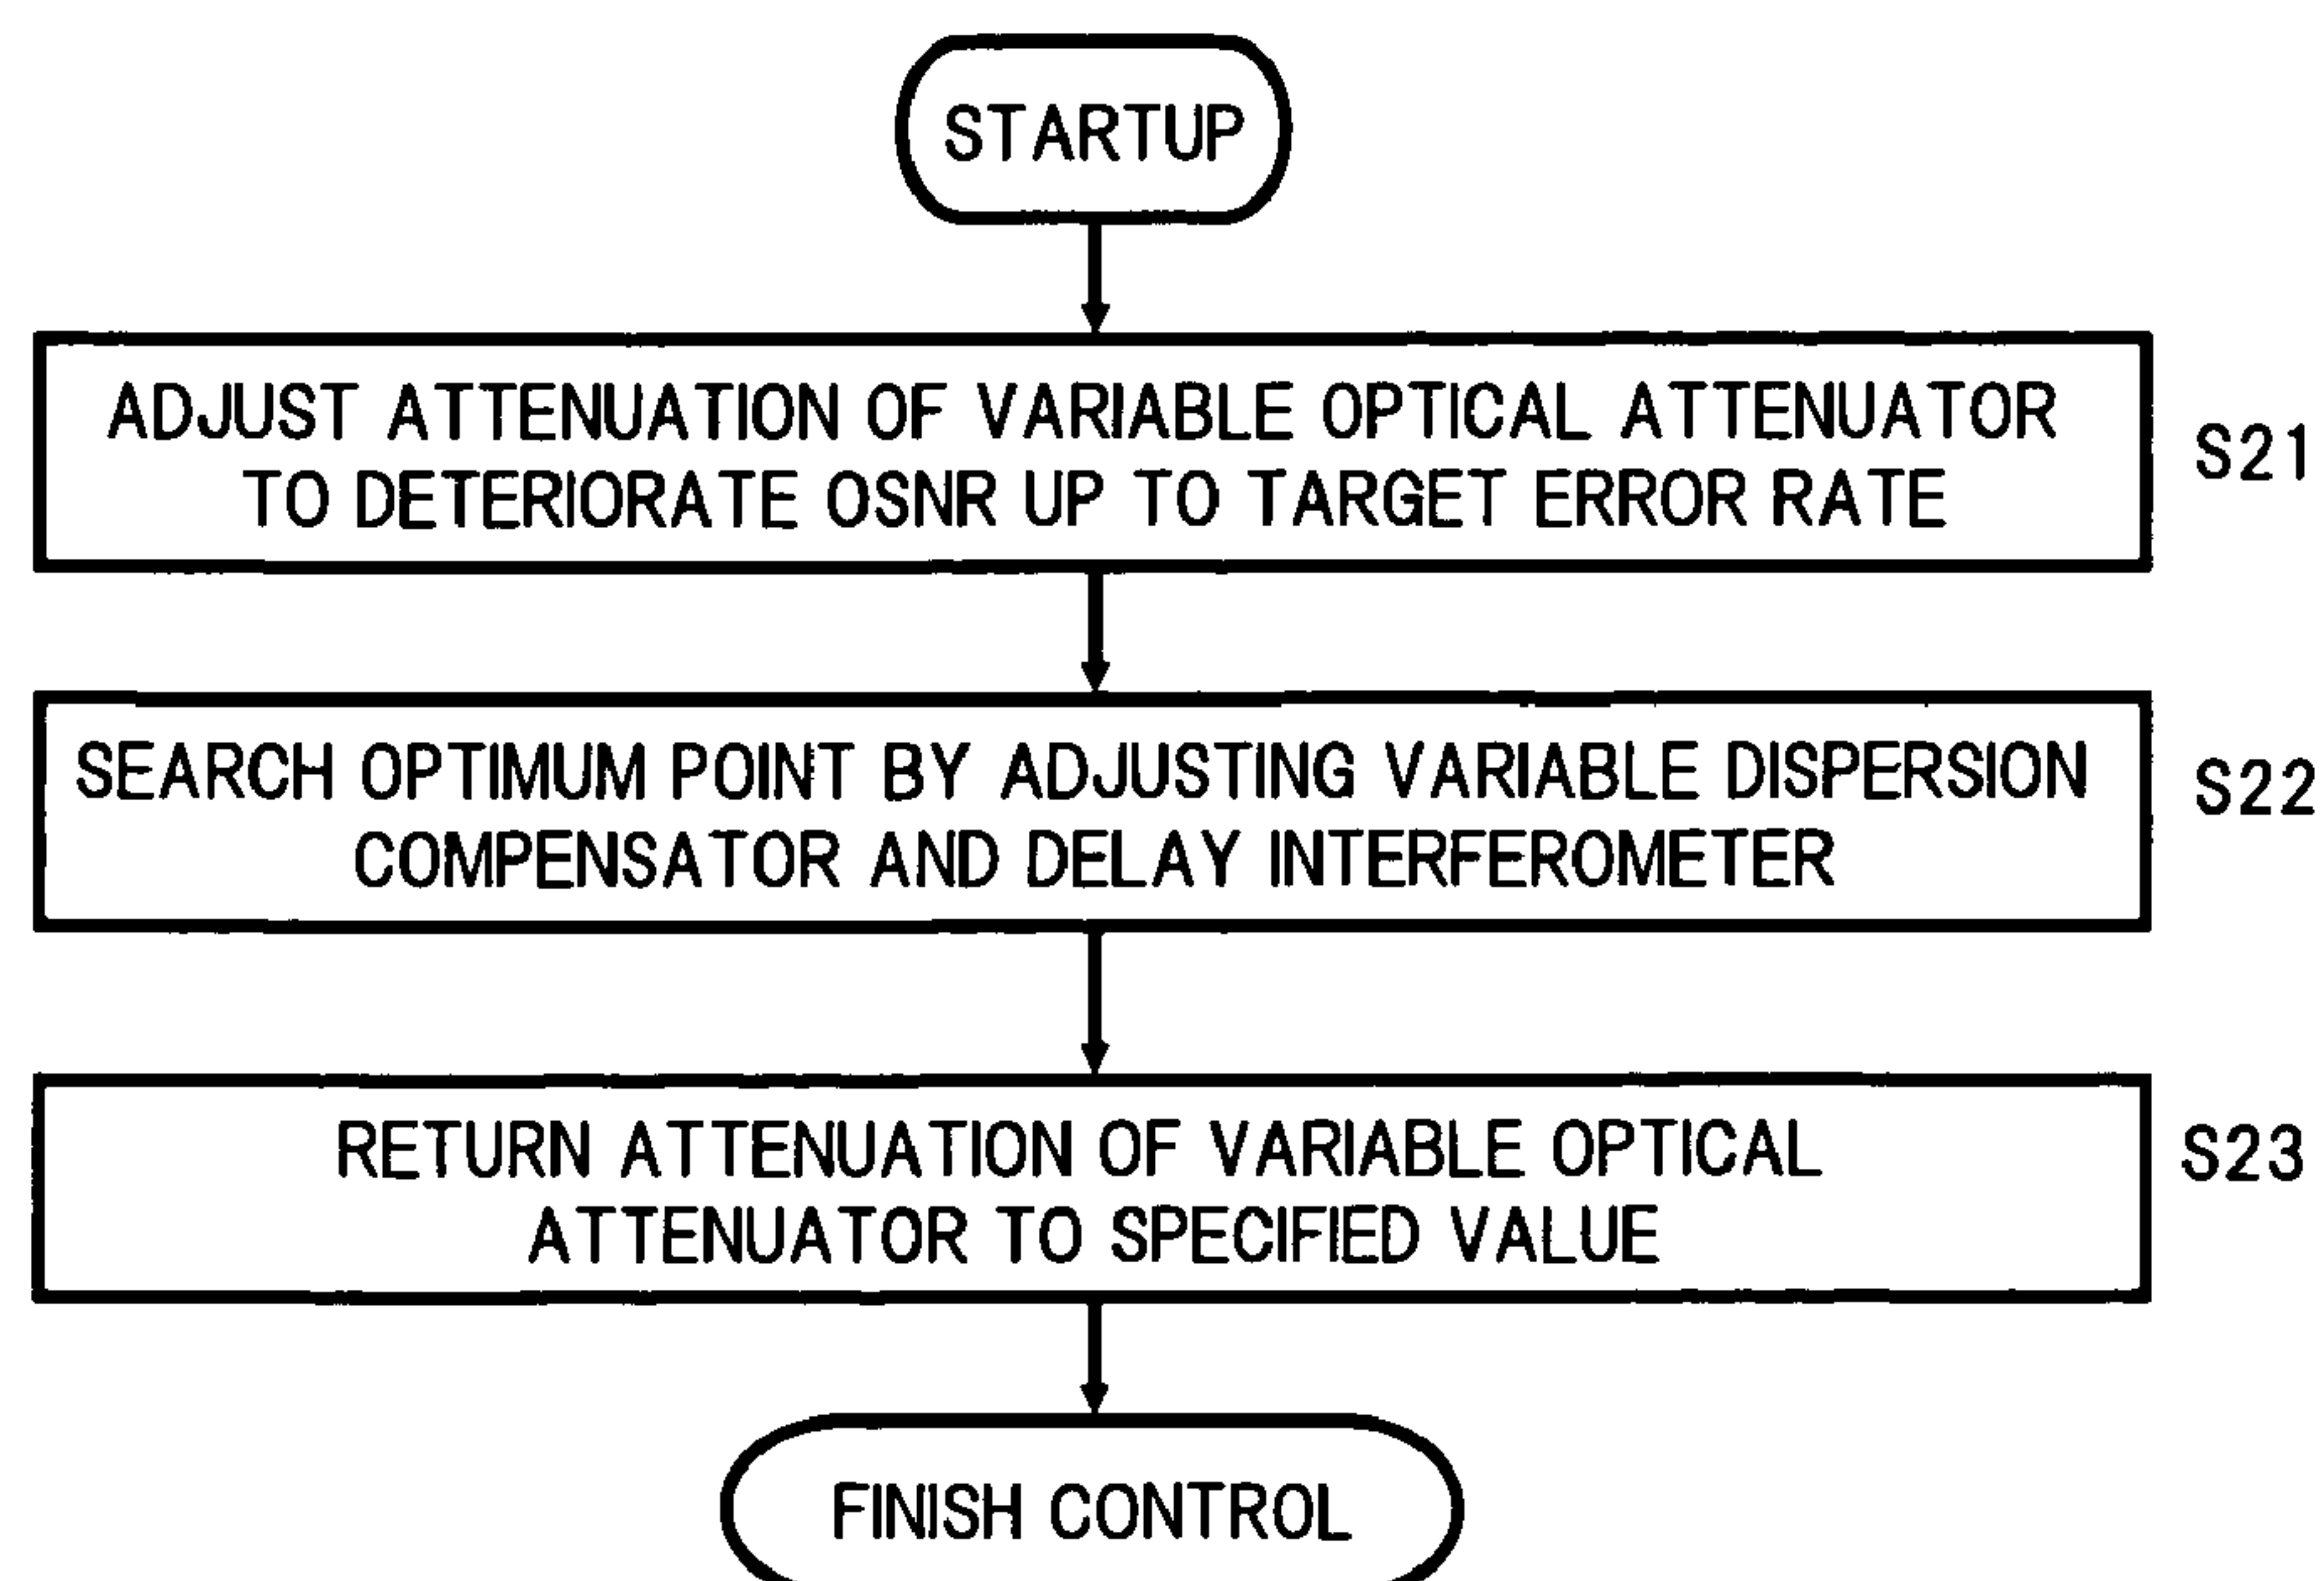 STARTUP
ADJUST ATTENUATION OF VARIABLE OPTICAL ATTENUATOR
TO DETERIORATE OSNR UP TO TARGET ERROR RATE
S21
SEARCH OPTIMUM POINT BY ADJUSTING VARIABLE DISPERSION
COMPENSATOR AND DELAY INTERFEROMETER
S22
RETURN ATTENUATION OF VARIABLE OPTICAL
ATTENUATOR TO SPECIFIED VALUE
S23
FINISH CONTROL